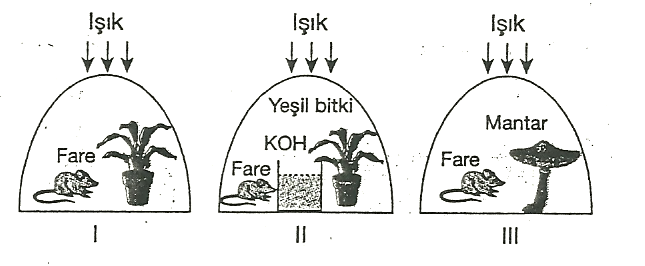 Işık
Işık
Işık
Fare
Yeşil bitki
KOH
Fare
Mantar
Fare
I
II
III